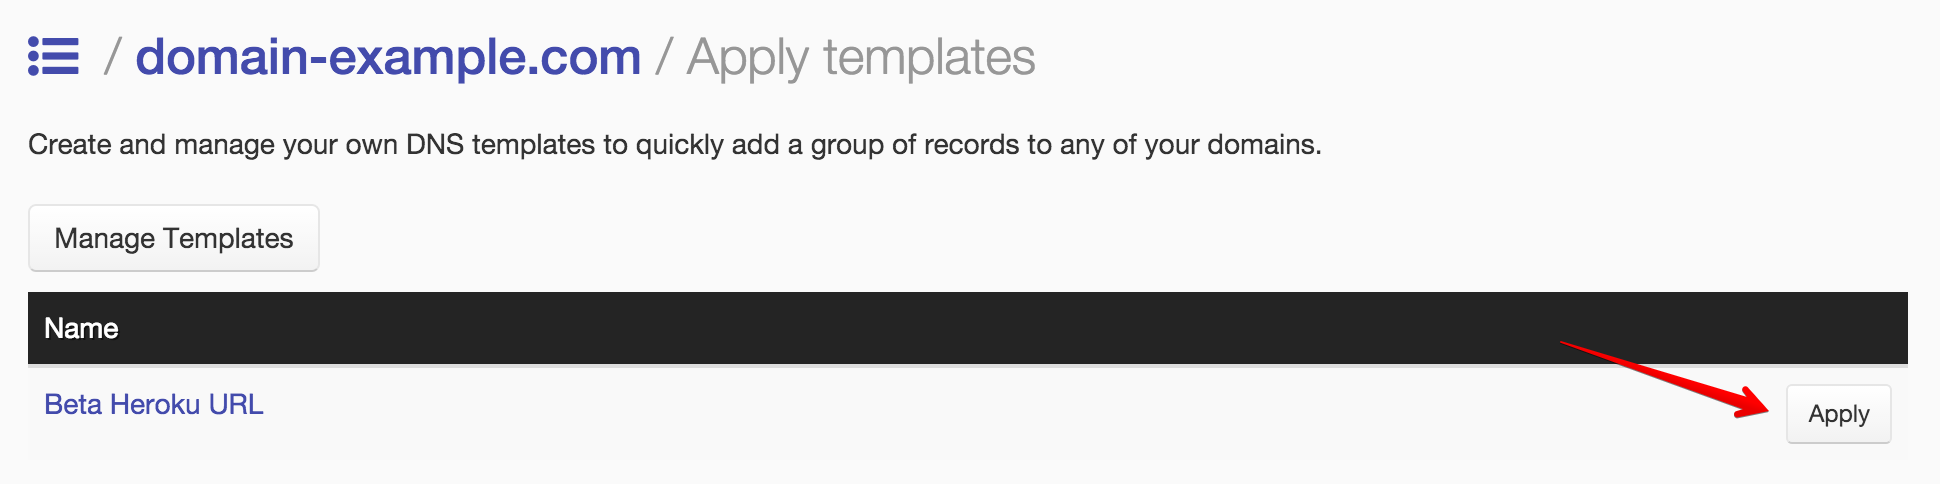 / domain-example.com / Apply templates
Create and manage your own DNS templates to quickly add a group of records to any of your domains.
Manage Templates
Name
Beta Heroku URL
Apply